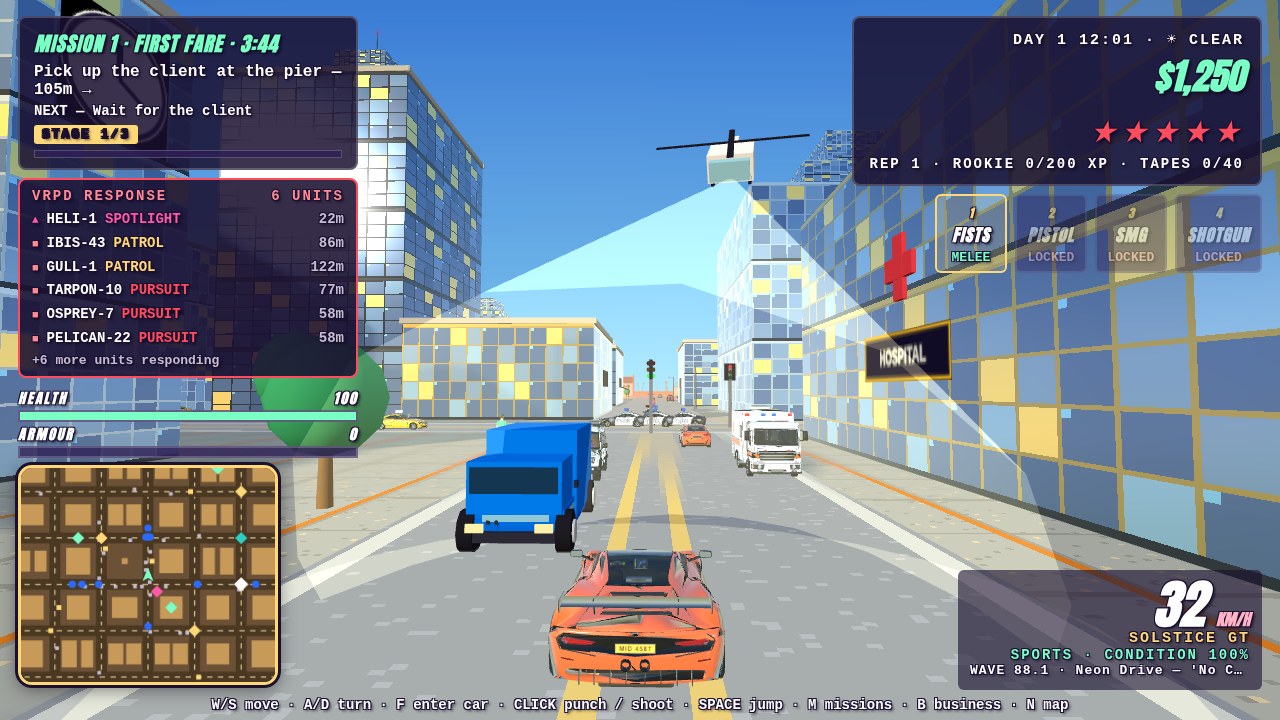 MISSION 1 · FIRST FARE · 3:44
Pick up the client at the pier —
105m →
NEXT — Wait for the client
STAGE 1/3
VRPD RESPONSE 6 UNITS
▲ HELI-1 SPOTLIGHT 22m
■ IBIS-43 PATROL 86m
■ GULL-1 PATROL 122m
■ TARPON-10 PURSUIT 77m
■ OSPREY-7 PURSUIT 58m
■ PELICAN-22 PURSUIT 58m
+6 more units responding
HEALTH 100
ARMOUR 0
DAY 1 12:01 · ☀ CLEAR
$1,250
★ ★ ★ ★ ★
REP 1 · ROOKIE 0/200 XP · TAPES 0/40
1 FISTS MELEE
2 PISTOL LOCKED
3 SMG LOCKED
4 SHOTGUN LOCKED
HOSPITAL
MID 4587
32 KM/H
SOLSTICE GT
SPORTS · CONDITION 100%
WAVE 88.1 · Neon Drive — 'No C…
W/S move · A/D turn · F enter car · CLICK punch / shoot · SPACE jump · M missions · B business · N map